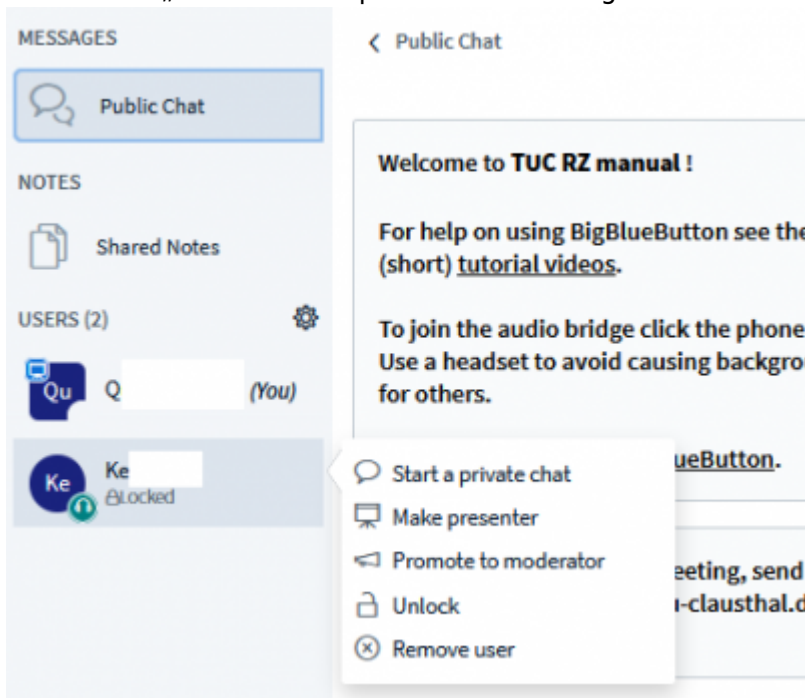 MESSAGES
Public Chat
NOTES
Shared Notes
USERS (2)
Qu
Q
(You)
Ke
Ke
Locked
Public Chat
Welcome to TUC RZ manual !
For help on using BigBlueButton see the
(short) tutorial videos.
To join the audio bridge click the phone
Use a headset to avoid causing backgro
for others.
ueButton.
Start a private chat
Make presenter
Promote to moderator
Unlock
Remove user
eeting, send
-clausthal.d